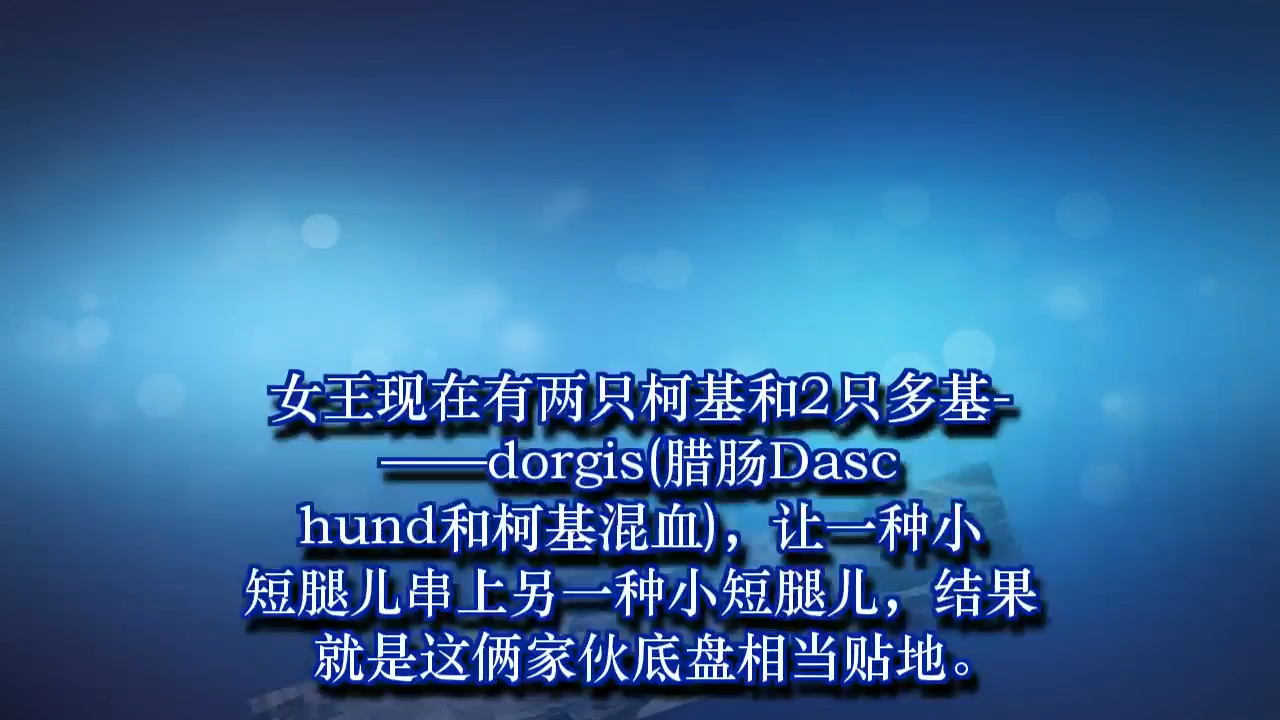 女王现在有两只柯基和2只多基-
——dorgis(腊肠Dasc
hund和柯基混血)，让一种小
短腿儿串上另一种小短腿儿，结果
就是这俩家伙底盘相当贴地。